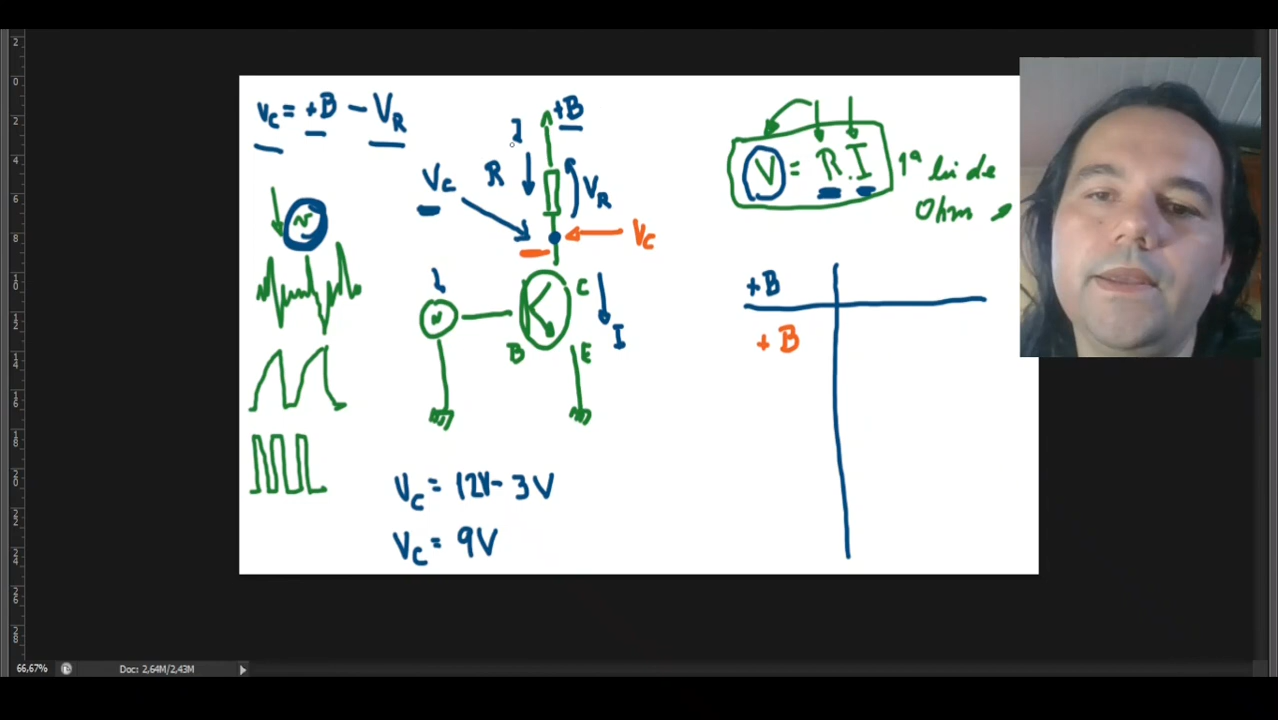 Vc = +B - VR
+B
I
R
VR
Vc
Vc
C
B
E
I
Vc = 12V - 3V
Vc = 9V
V = R.I
1ª lei de
Ohm
+B
+B
66,67%
Doc: 2,64M/2,43M